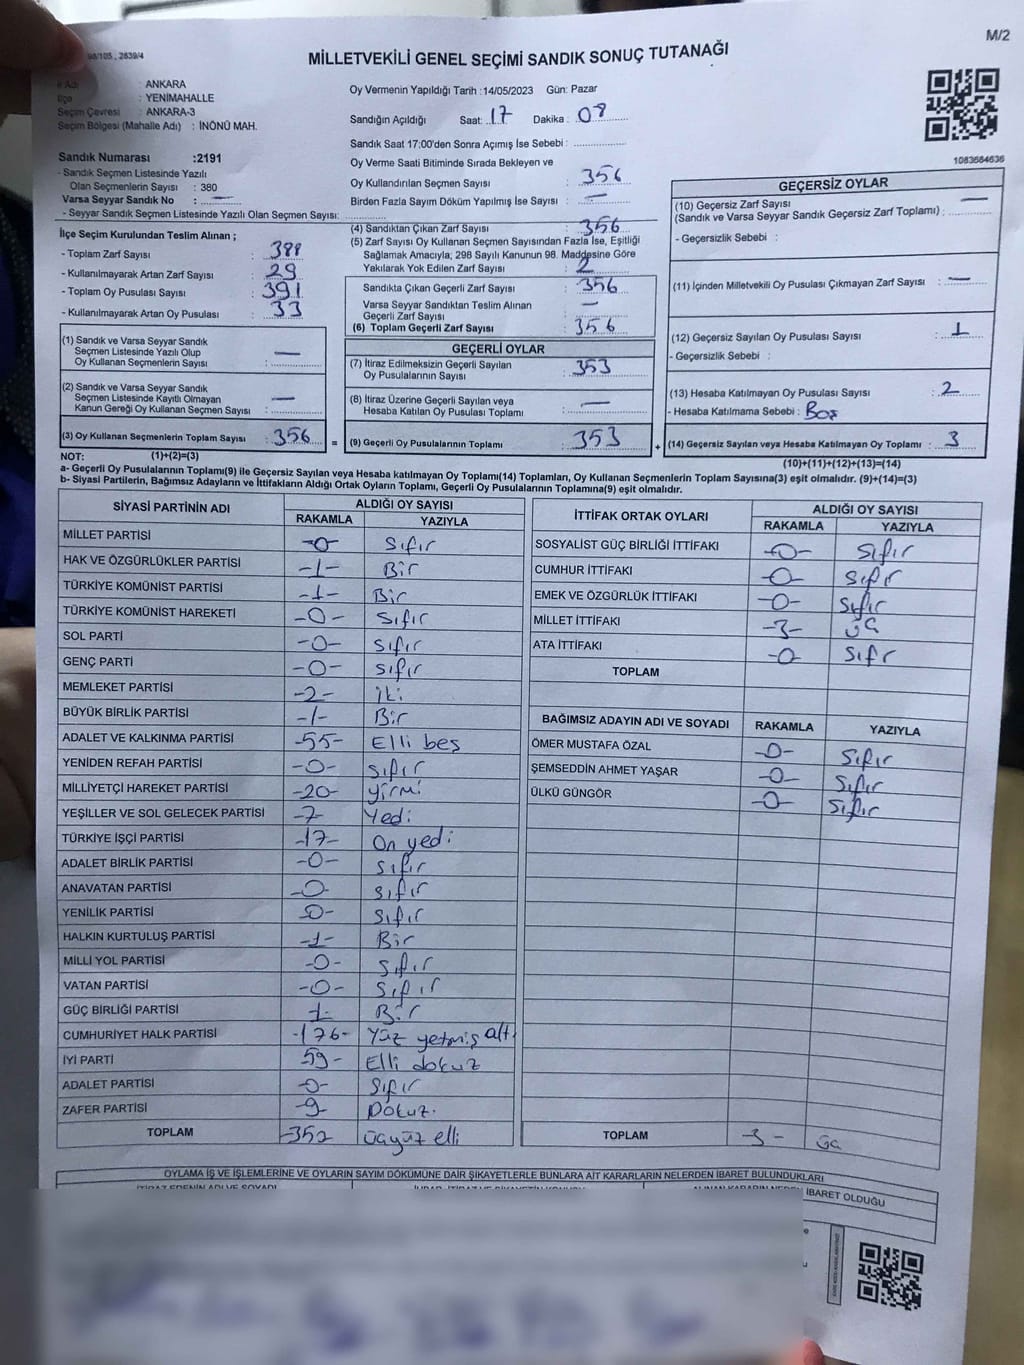 98/105 , 2639/4
M/2
MİLLETVEKİLİ GENEL SEÇİMİ SANDIK SONUÇ TUTANAĞI
İl Adı : ANKARA
İlçe : YENİMAHALLE
Seçim Çevresi : ANKARA-3
Seçim Bölgesi (Mahalle Adı) : İNÖNÜ MAH.
Sandık Numarası :2191
- Sandık Seçmen Listesinde Yazılı
Olan Seçmenlerin Sayısı : 380
Varsa Seyyar Sandık No : —
- Seyyar Sandık Seçmen Listesinde Yazılı Olan Seçmen Sayısı:
Oy Vermenin Yapıldığı Tarih :14/05/2023 Gün: Pazar
Sandığın Açıldığı Saat: 17 Dakika : 08
Sandık Saat 17:00'den Sonra Açımış İse Sebebi :
Oy Verme Saati Bitiminde Sırada Bekleyen ve
Oy Kullandırılan Seçmen Sayısı : 356
Birden Fazla Sayım Döküm Yapılmış İse Sayısı : —
1083684636
İlçe Seçim Kurulundan Teslim Alınan ;
- Toplam Zarf Sayısı : 388
- Kullanılmayarak Artan Zarf Sayısı : 29
- Toplam Oy Pusulası Sayısı : 391
- Kullanılmayarak Artan Oy Pusulası : 33
(4) Sandıktan Çıkan Zarf Sayısı : 356
(5) Zarf Sayısı Oy Kullanan Seçmen Sayısından Fazla İse, Eşitliği
Sağlamak Amacıyla; 298 Sayılı Kanunun 98. Maddesine Göre
Yakılarak Yok Edilen Zarf Sayısı : 2
Sandıkta Çıkan Geçerli Zarf Sayısı : 356
Varsa Seyyar Sandıktan Teslim Alınan
Geçerli Zarf Sayısı : —
(6) Toplam Geçerli Zarf Sayısı : 356
GEÇERSİZ OYLAR
(10) Geçersiz Zarf Sayısı
(Sandık ve Varsa Seyyar Sandık Geçersiz Zarf Toplamı) : —
- Geçersizlik Sebebi :
(11) İçinden Milletvekili Oy Pusulası Çıkmayan Zarf Sayısı : —
(12) Geçersiz Sayılan Oy Pusulası Sayısı : 1
- Geçersizlik Sebebi :
(13) Hesaba Katılmayan Oy Pusulası Sayısı : 2
- Hesaba Katılmama Sebebi : Boş
(14) Geçersiz Sayılan veya Hesaba Katılmayan Oy Toplamı : 3
(10)+(11)+(12)+(13)=(14)
(1) Sandık ve Varsa Seyyar Sandık
Seçmen Listesinde Yazılı Olup
Oy Kullanan Seçmenlerin Sayısı : —
(2) Sandık ve Varsa Seyyar Sandık
Seçmen Listesinde Kayıtlı Olmayan
Kanun Gereği Oy Kullanan Seçmen Sayısı : —
(3) Oy Kullanan Seçmenlerin Toplam Sayısı : 356 =
GEÇERLİ OYLAR
(7) İtiraz Edilmeksizin Geçerli Sayılan
Oy Pusulalarının Sayısı : 353
(8) İtiraz Üzerine Geçerli Sayılan veya
Hesaba Katılan Oy Pusulası Toplamı : —
(9) Geçerli Oy Pusulalarının Toplamı : 353 +
NOT: (1)+(2)=(3)
a- Geçerli Oy Pusulalarının Toplamı(9) ile Geçersiz Sayılan veya Hesaba katılmayan Oy Toplamı(14) Toplamları, Oy Kullanan Seçmenlerin Toplam Sayısına(3) eşit olmalıdır. (9)+(14)=(3)
b- Siyasi Partilerin, Bağımsız Adayların ve İttifakların Aldığı Ortak Oyların Toplamı, Geçerli Oy Pusulalarının Toplamına(9) eşit olmalıdır.
SİYASİ PARTİNİN ADI ALDIĞI OY SAYISI
RAKAMLA YAZIYLA
MİLLET PARTİSİ -0- Sıfır
HAK VE ÖZGÜRLÜKLER PARTİSİ -1- Bir
TÜRKİYE KOMÜNİST PARTİSİ -1- Bir
TÜRKİYE KOMÜNİST HAREKETİ -0- Sıfır
SOL PARTİ -0- Sıfır
GENÇ PARTİ -0- Sıfır
MEMLEKET PARTİSİ -2- iki
BÜYÜK BİRLİK PARTİSİ -1- Bir
ADALET VE KALKINMA PARTİSİ -55- Elli beş
YENİDEN REFAH PARTİSİ -0- Sıfır
MİLLİYETÇİ HAREKET PARTİSİ -20- yirmi
YEŞİLLER VE SOL GELECEK PARTİSİ -7- Yedi
TÜRKİYE İŞÇİ PARTİSİ -17- On yedi
ADALET BİRLİK PARTİSİ -0- Sıfır
ANAVATAN PARTİSİ -0- Sıfır
YENİLİK PARTİSİ -0- Sıfır
HALKIN KURTULUŞ PARTİSİ -1- Bir
MİLLİ YOL PARTİSİ -0- Sıfır
VATAN PARTİSİ -0- Sıfır
GÜÇ BİRLİĞİ PARTİSİ 1- Bir
CUMHURİYET HALK PARTİSİ -176- Yüz yetmiş altı
İYİ PARTİ 59- Elli dokuz
ADALET PARTİSİ -0- Sıfır
ZAFER PARTİSİ -9- Dokuz.
TOPLAM -350 üçyüz elli
İTTİFAK ORTAK OYLARI ALDIĞI OY SAYISI
RAKAMLA YAZIYLA
SOSYALİST GÜÇ BİRLİĞİ İTTİFAKI -0- Sıfır
CUMHUR İTTİFAKI -0- Sıfır
EMEK VE ÖZGÜRLÜK İTTİFAKI -0- Sıfır
MİLLET İTTİFAKI -3- üç
ATA İTTİFAKI -0- Sıfır
TOPLAM
BAĞIMSIZ ADAYIN ADI VE SOYADI RAKAMLA YAZIYLA
ÖMER MUSTAFA ÖZAL -0- Sıfır
ŞEMSEDDİN AHMET YAŞAR -0- Sıfır
ÜLKÜ GÜNGÖR -0- Sıfır
TOPLAM -3- üç
OYLAMA İŞ VE İŞLEMLERİNE VE OYLARIN SAYIM DÖKÜMÜNE DAİR ŞİKAYETLERLE BUNLARA AİT KARARLARIN NELERDEN İBARET BULUNDUKLARI
İTİRAZ EDENİN ADI VE SOYADI
İBARET OLDUĞU